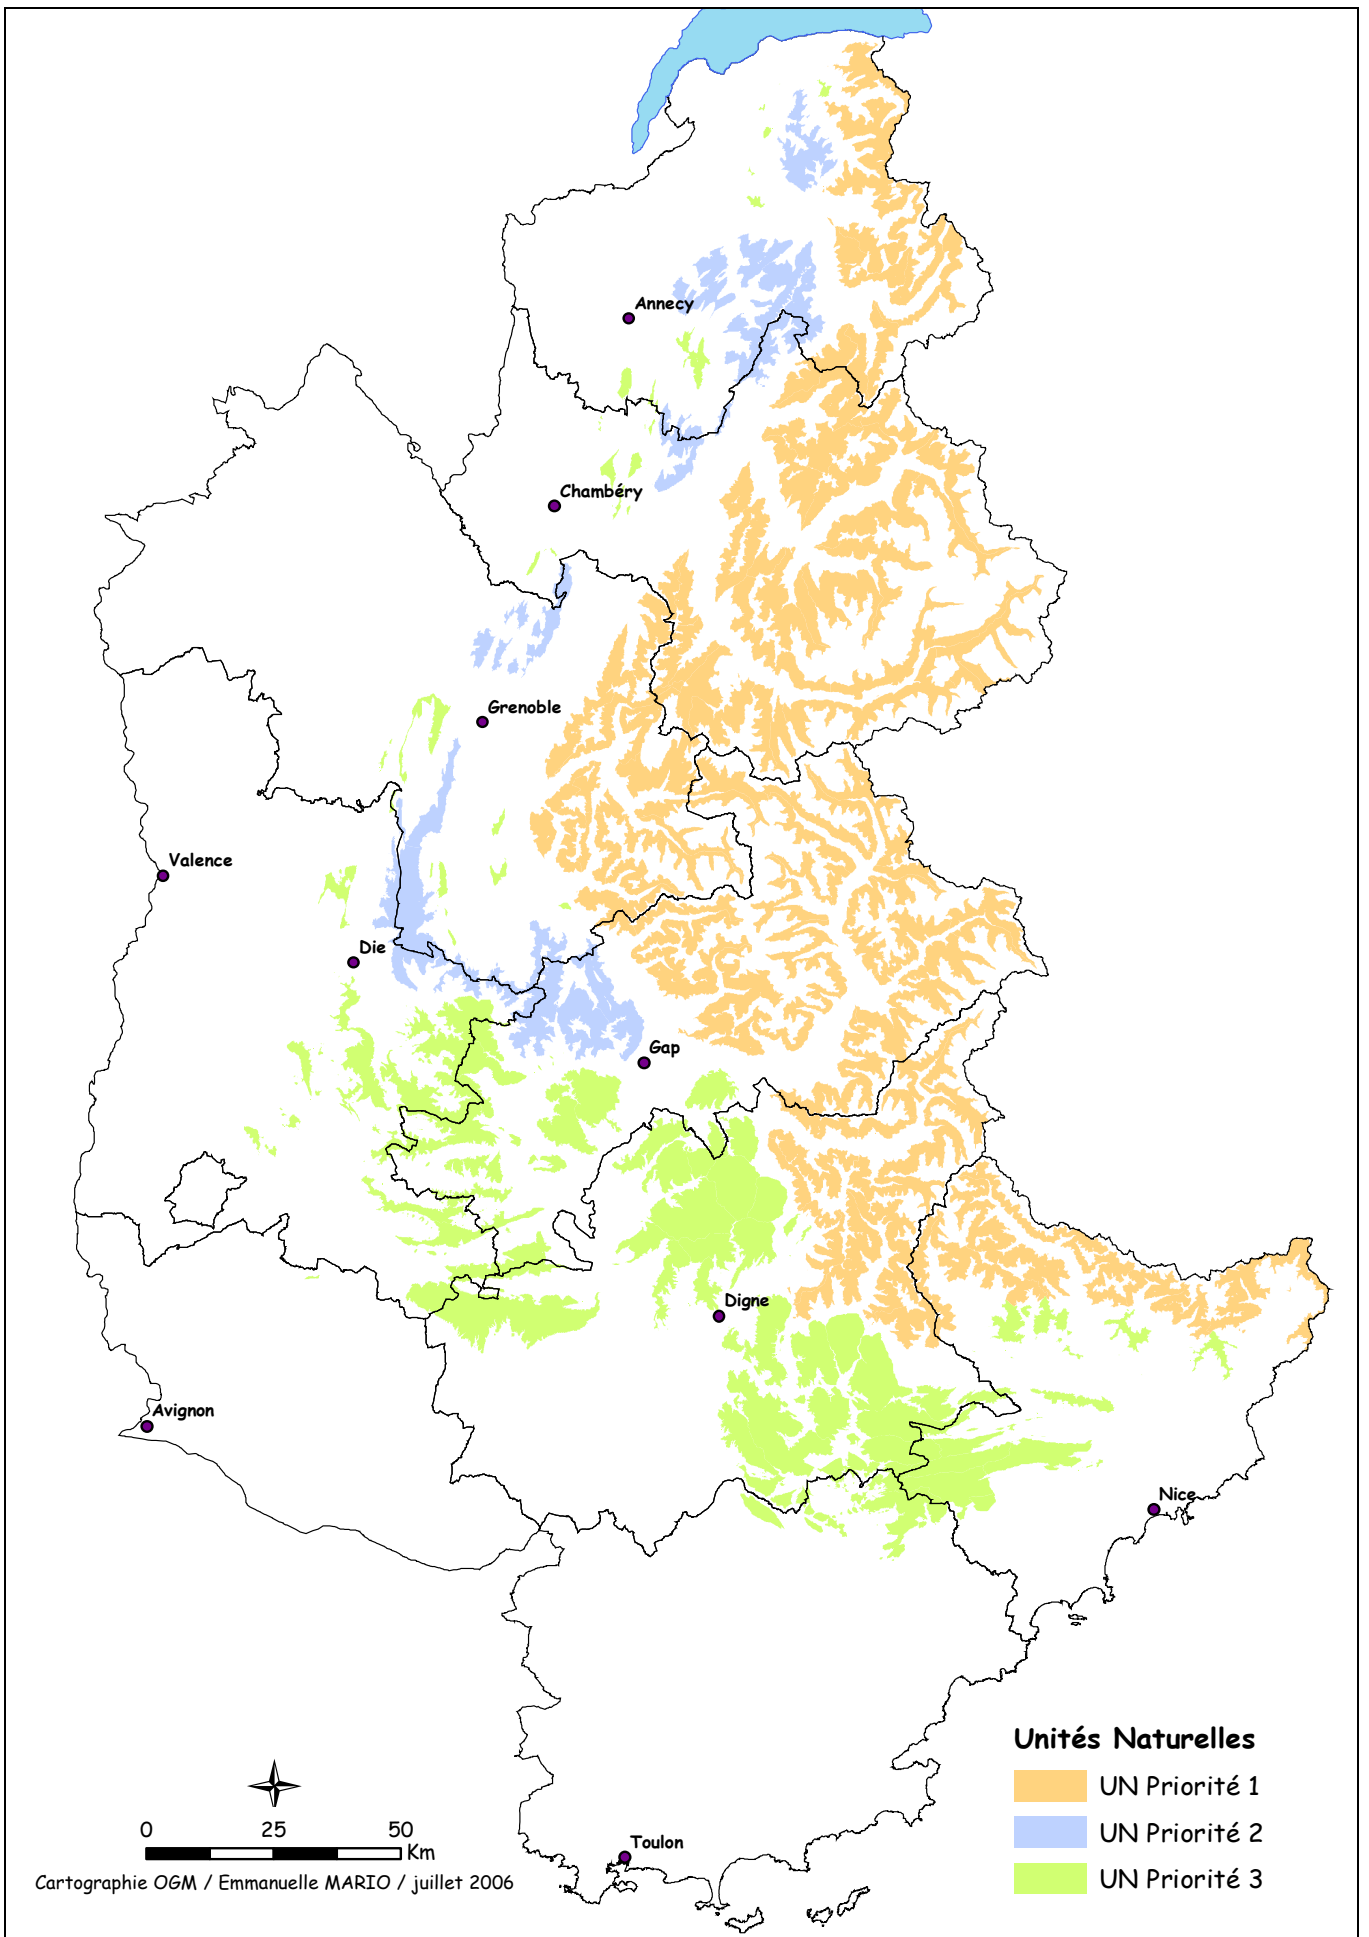 Annecy
Chambéry
Grenoble
Valence
Die
Gap
Digne
Avignon
Nice
Unités Naturelles
UN Priorité 1
UN Priorité 2
UN Priorité 3
0 25 50
Km
Toulon
Cartographie OGM / Emmanuelle MARIO / juillet 2006